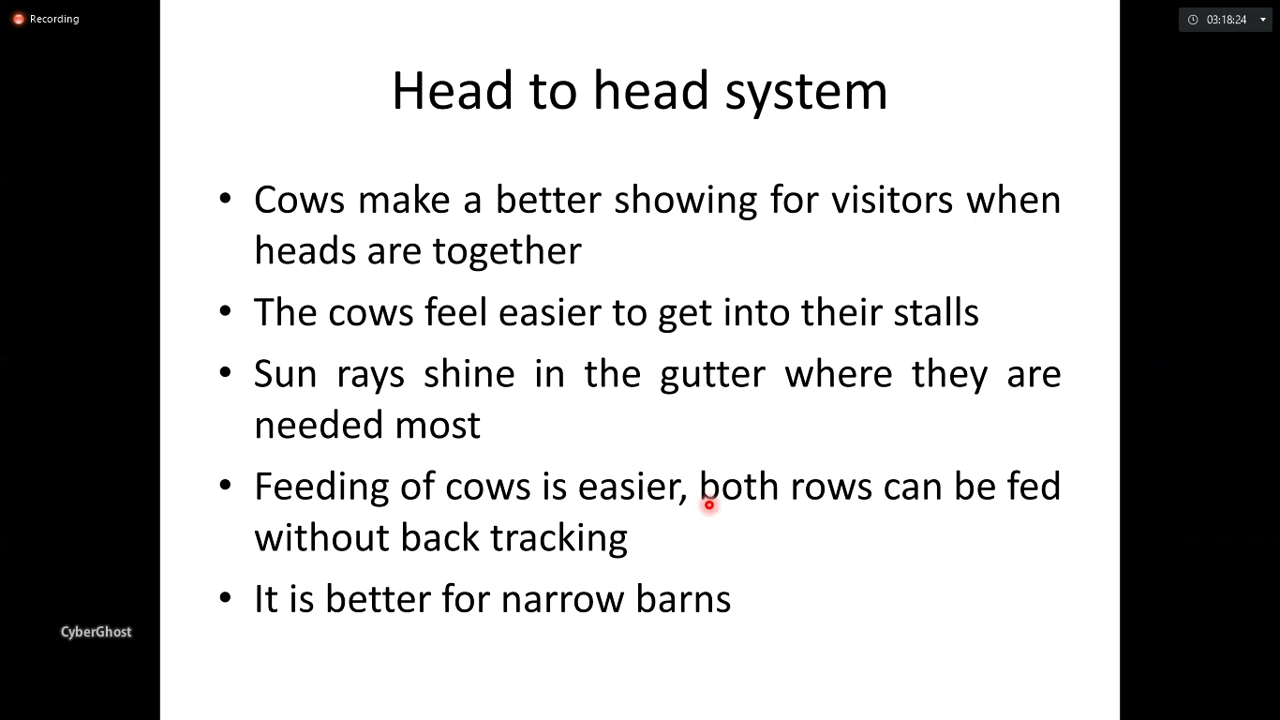 Recording
03:18:24
Head to head system
• Cows make a better showing for visitors when
heads are together
• The cows feel easier to get into their stalls
• Sun rays shine in the gutter where they are
needed most
• Feeding of cows is easier, both rows can be fed
without back tracking
• It is better for narrow barns
CyberGhost